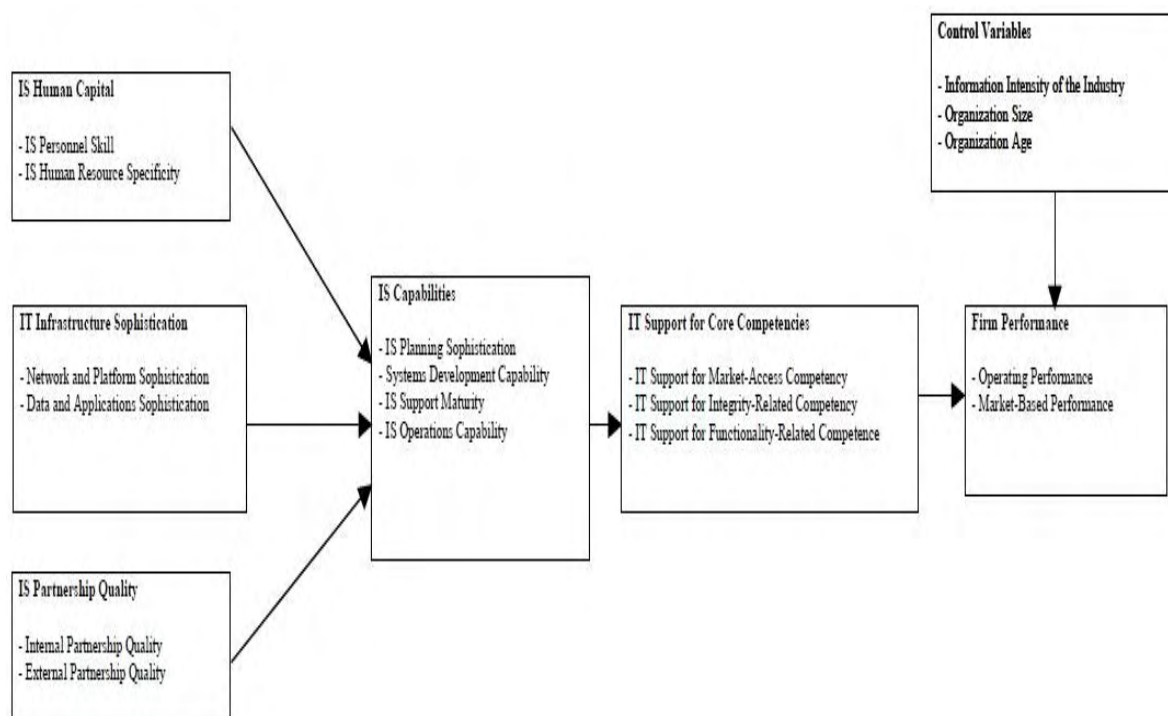 Control Variables
- Information Intensity of the Industry
- Organization Size
- Organization Age
IS Human Capital
- IS Personnel Skill
- IS Human Resource Specificity
IT Infrastructure Sophistication
- Network and Platform Sophistication
- Data and Applications Sophistication
IS Partnership Quality
- Internal Partnership Quality
- External Partnership Quality
IS Capabilities
- IS Planning Sophistication
- Systems Development Capability
- IS Support Maturity
- IS Operations Capability
IT Support for Core Competencies
- IT Support for Market-Access Competency
- IT Support for Integrity-Related Competency
- IT Support for Functionality-Related Competence
Firm Performance
- Operating Performance
- Market-Based Performance